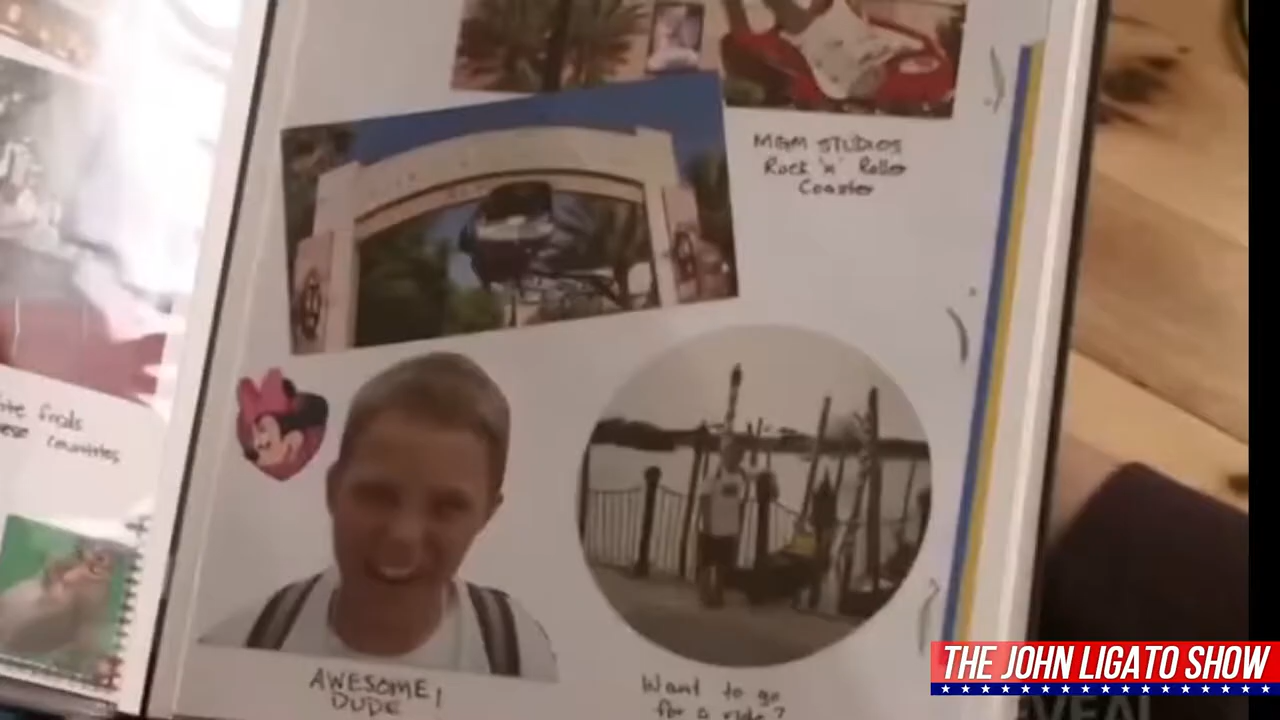 MGM STUDIOS
Rock 'n' Roller
Coaster
AWESOME,
DUDE
Want to go
for a ride?
THE JOHN LIGATO SHOW